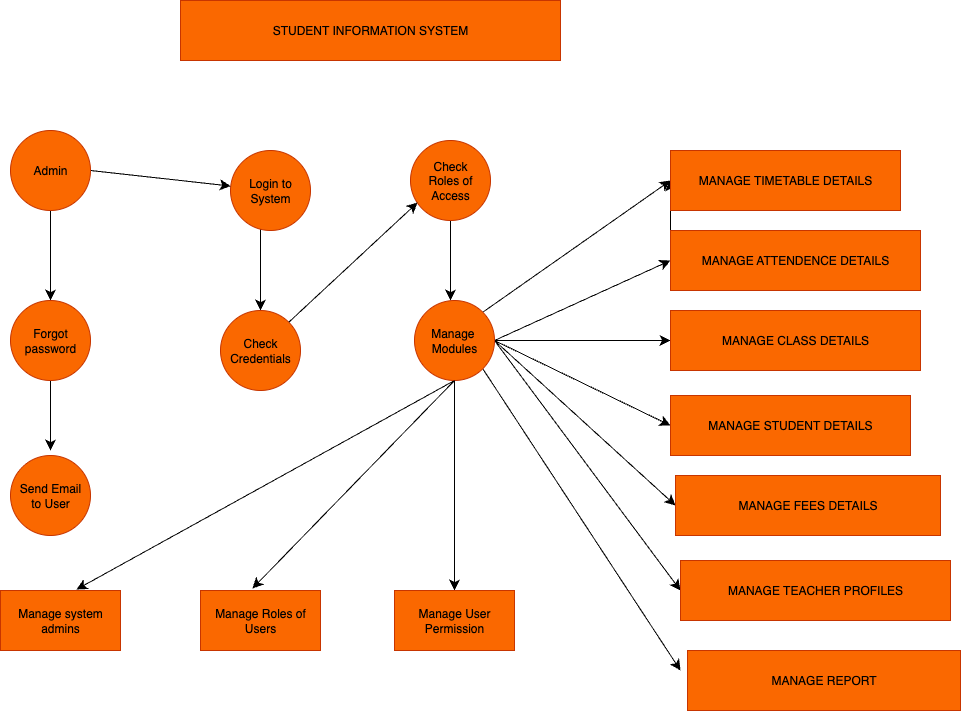 STUDENT INFORMATION SYSTEM
Admin
Login to
System
Check
Roles of
Access
MANAGE TIMETABLE DETAILS
MANAGE ATTENDENCE DETAILS
Forgot
password
Check
Credentials
Manage
Modules
MANAGE CLASS DETAILS
MANAGE STUDENT DETAILS
Send Email
to User
MANAGE FEES DETAILS
MANAGE TEACHER PROFILES
Manage system
admins
Manage Roles of
Users
Manage User
Permission
MANAGE REPORT